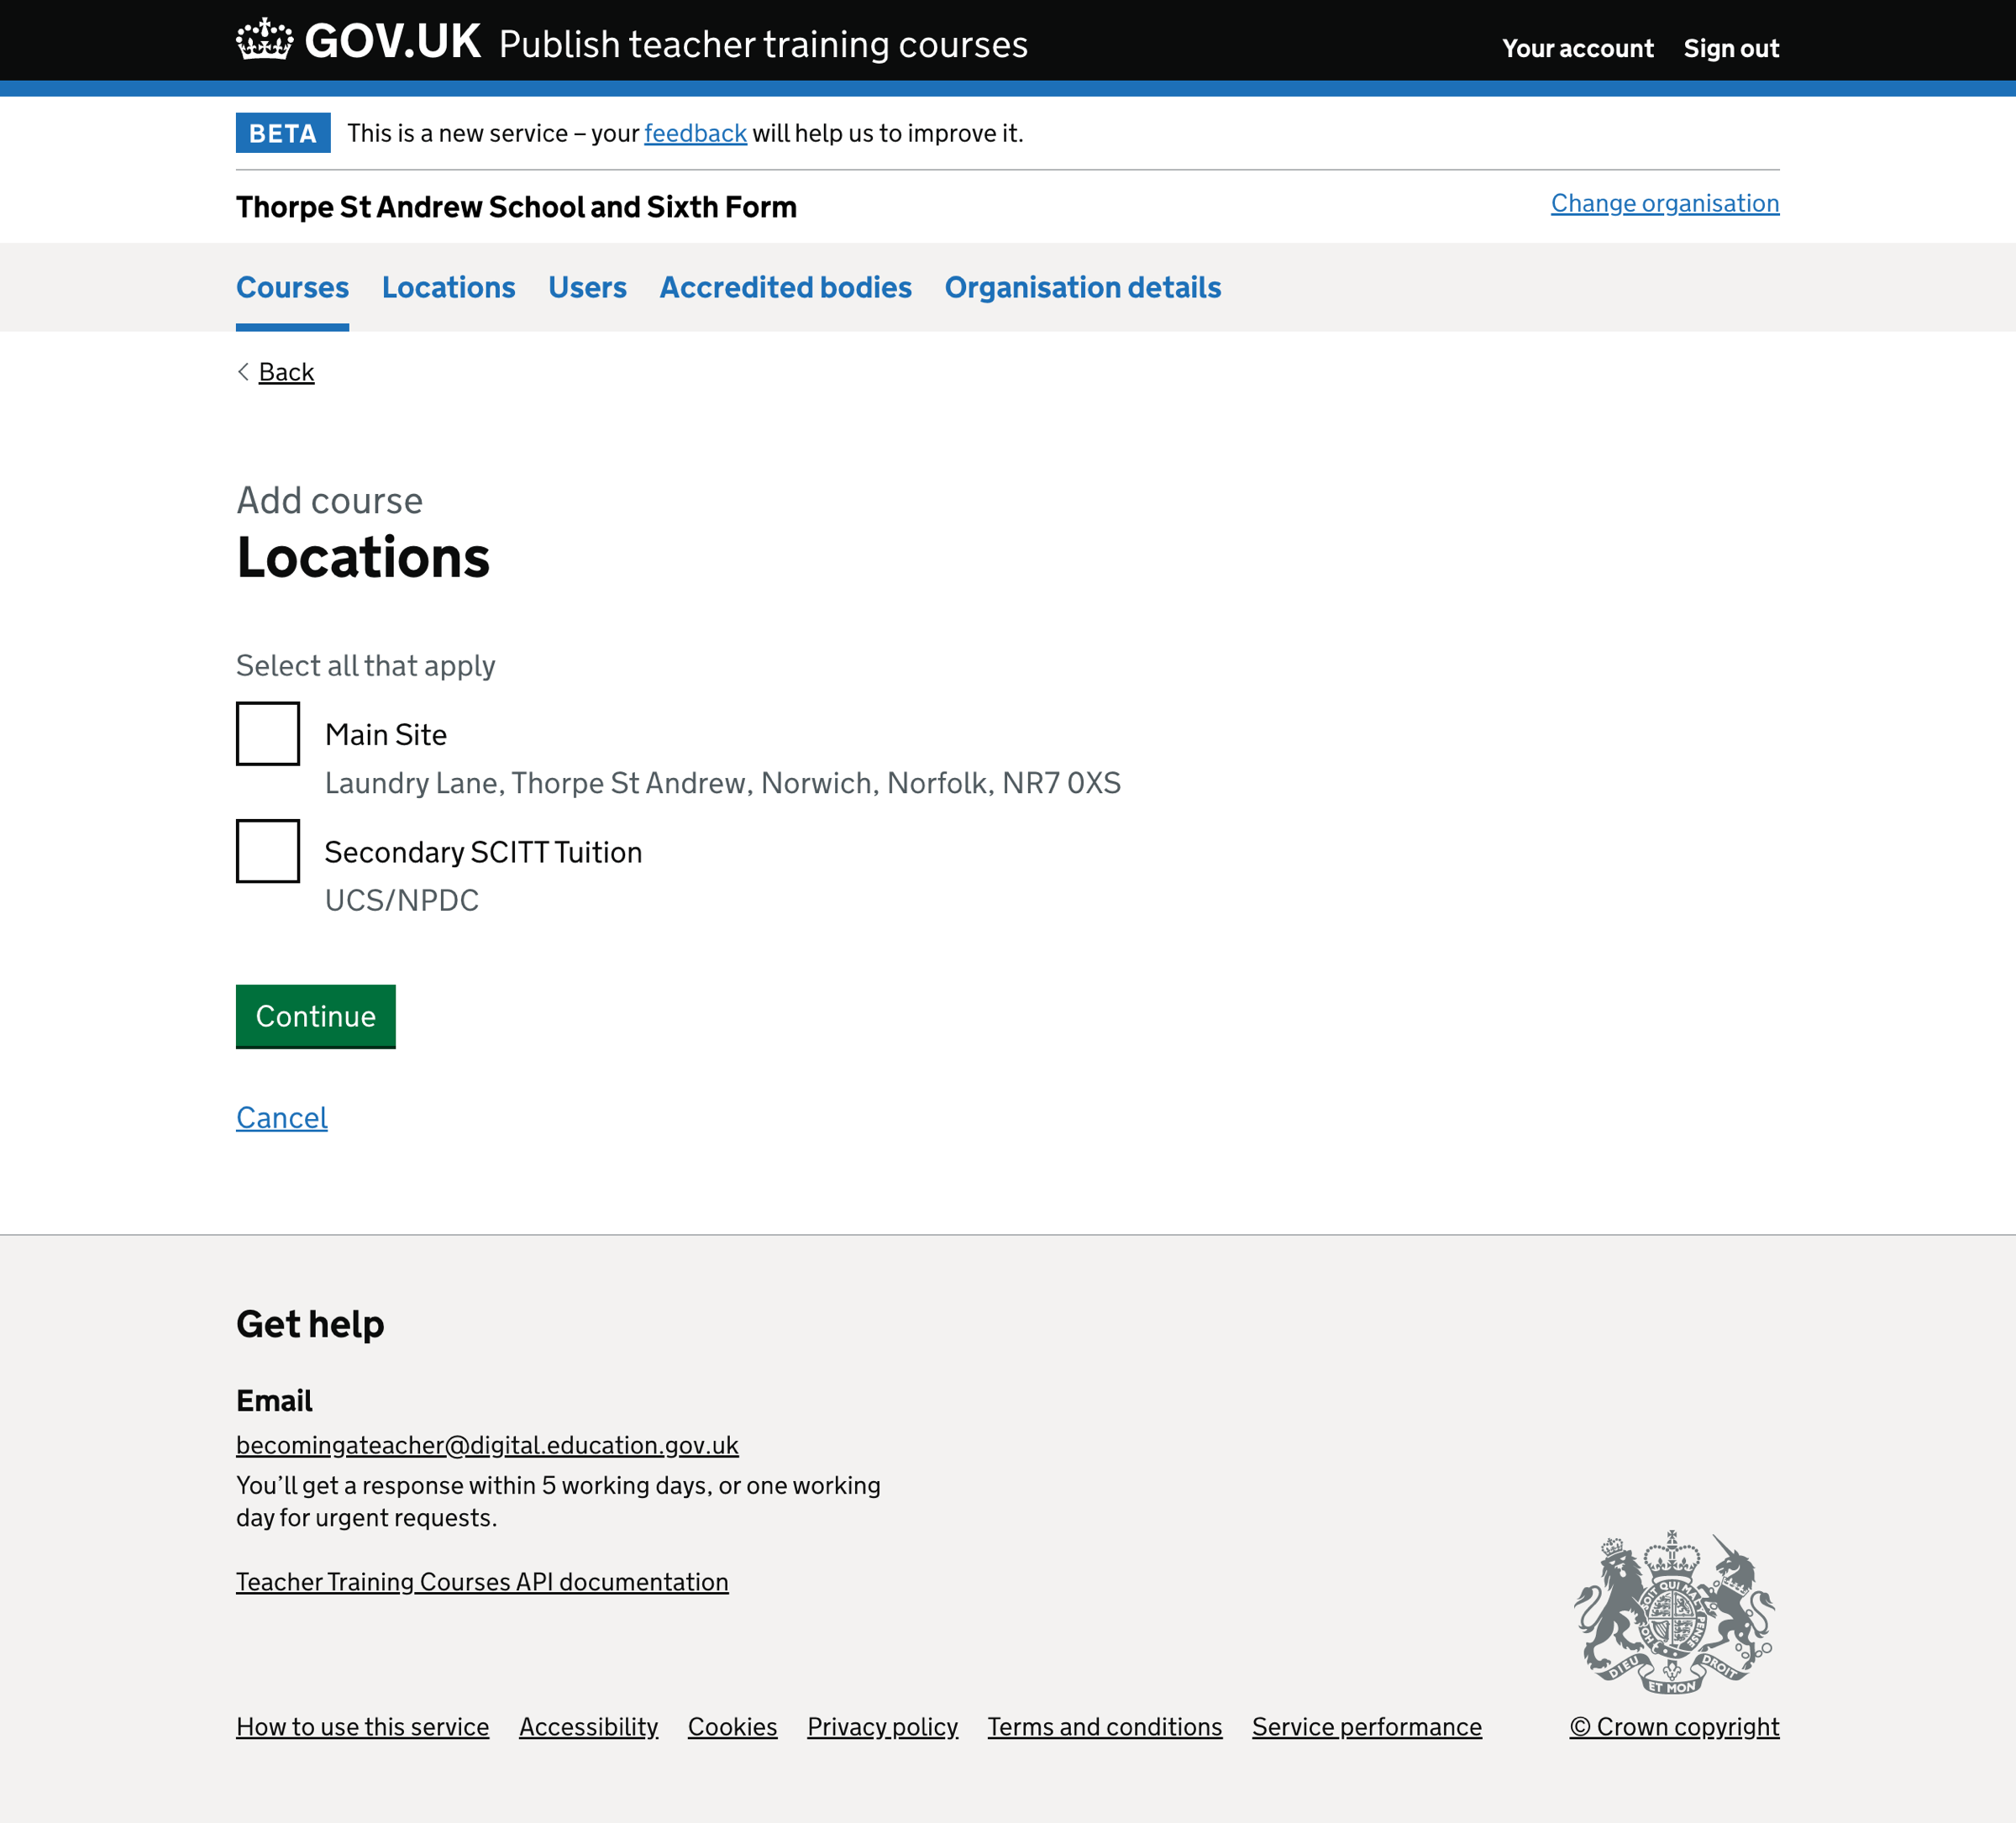 GOV.UK Publish teacher training courses Your account Sign out
BETA This is a new service – your feedback will help us to improve it.
Thorpe St Andrew School and Sixth Form Change organisation
Courses Locations Users Accredited bodies Organisation details
Back
Add course
Locations
Select all that apply
Main Site
Laundry Lane, Thorpe St Andrew, Norwich, Norfolk, NR7 0XS
Secondary SCITT Tuition
UCS/NPDC
Continue
Cancel
Get help
Email
becomingateacher@digital.education.gov.uk
You’ll get a response within 5 working days, or one working
day for urgent requests.
Teacher Training Courses API documentation
HONI SOIT QUI MAL Y PENSE
DIEU ET MON DROIT
How to use this service Accessibility Cookies Privacy policy Terms and conditions Service performance © Crown copyright